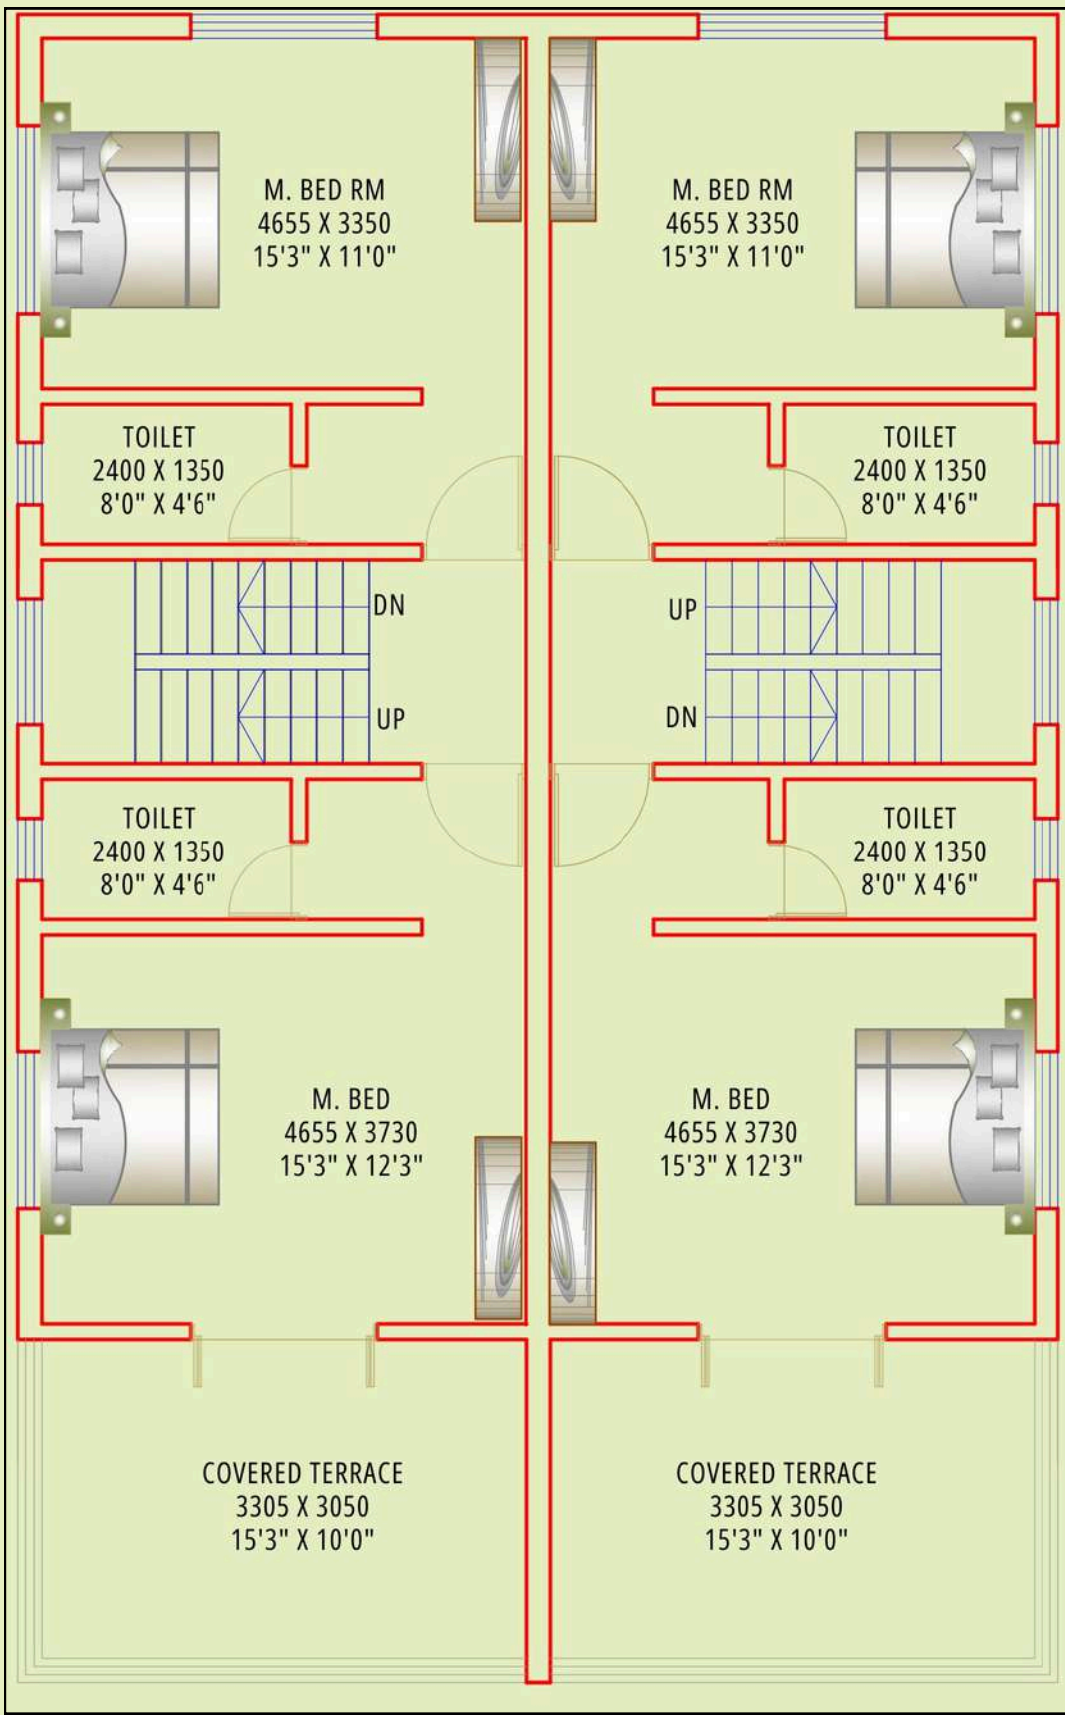 M. BED RM
4655 X 3350
15'3" X 11'0"
M. BED RM
4655 X 3350
15'3" X 11'0"
TOILET
2400 X 1350
8'0" X 4'6"
TOILET
2400 X 1350
8'0" X 4'6"
DN
UP
UP
DN
TOILET
2400 X 1350
8'0" X 4'6"
TOILET
2400 X 1350
8'0" X 4'6"
M. BED
4655 X 3730
15'3" X 12'3"
M. BED
4655 X 3730
15'3" X 12'3"
COVERED TERRACE
3305 X 3050
15'3" X 10'0"
COVERED TERRACE
3305 X 3050
15'3" X 10'0"